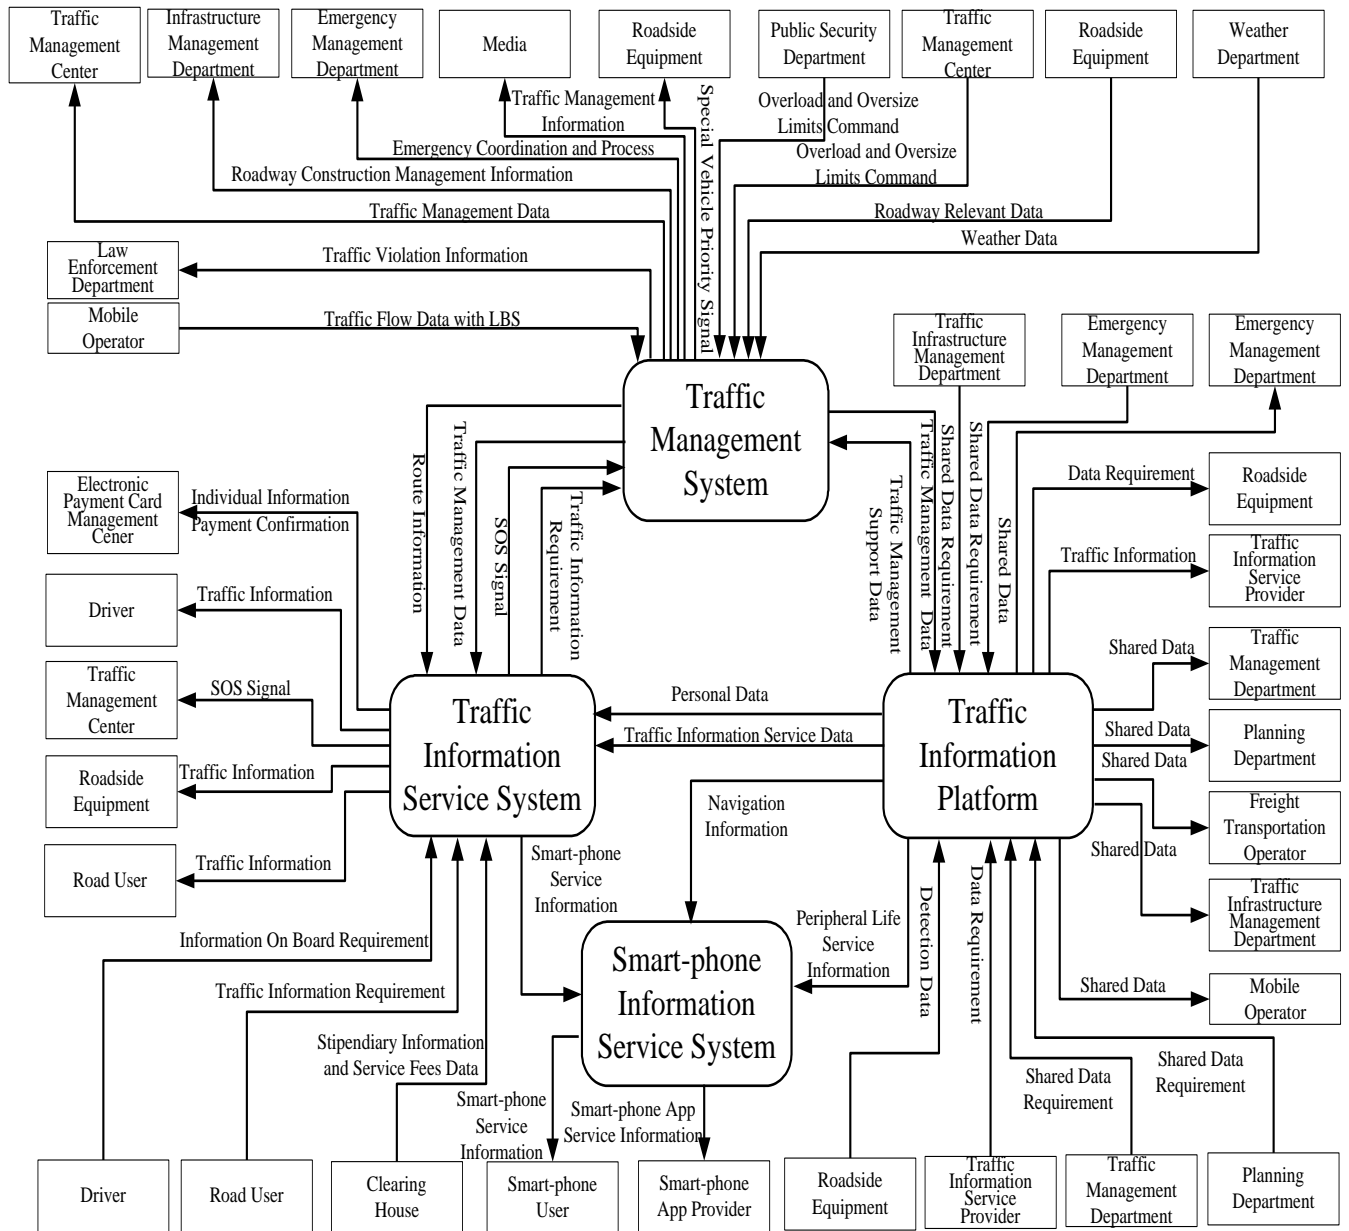 Traffic
Management
Center
Infrastructure
Management
Department
Emergency
Management
Department
Media
Roadside
Equipment
Public Security
Department
Traffic
Management
Center
Roadside
Equipment
Weather
Department
Traffic Management
Information
Special Vehicle Priority Signal
Overload and Oversize
Limits Command
Overload and Oversize
Limits Command
Emergency Coordination and Process
Roadway Construction Management Information
Traffic Management Data
Roadway Relevant Data
Weather Data
Law
Enforcement
Department
Traffic Violation Information
Mobile
Operator
Traffic Flow Data with LBS
Traffic
Infrastructure
Management
Department
Emergency
Management
Department
Emergency
Management
Department
Traffic
Management
System
Route Information
Traffic Management Data
SOS Signal
Traffic Information
Requirement
Traffic Management
Support Data
Traffic Management Data
Shared Data Requirement
Shared Data Requirement
Shared Data
Data Requirement
Roadside
Equipment
Traffic Information
Traffic
Information
Service
Provider
Electronic
Payment Card
Management
Cener
Individual Information
Payment Confirmation
Driver
Traffic Information
Traffic
Management
Center
SOS Signal
Roadside
Equipment
Traffic Information
Road User
Traffic Information
Traffic
Information
Service System
Personal Data
Traffic Information Service Data
Traffic
Information
Platform
Shared Data
Traffic
Management
Department
Shared Data
Planning
Department
Shared Data
Freight
Transportation
Operator
Shared Data
Traffic
Infrastructure
Management
Department
Shared Data
Mobile
Operator
Navigation
Information
Smart-phone
Service
Information
Peripheral Life
Service
Information
Detection Data
Data Requirement
Information On Board Requirement
Traffic Information Requirement
Stipendiary Information
and Service Fees Data
Smart-phone
Information
Service System
Smart-phone
Service
Information
Smart-phone App
Service Information
Shared Data
Requirement
Shared Data
Requirement
Driver
Road User
Clearing
House
Smart-phone
User
Smart-phone
App Provider
Roadside
Equipment
Traffic
Information
Service
Provider
Traffic
Management
Department
Planning
Department